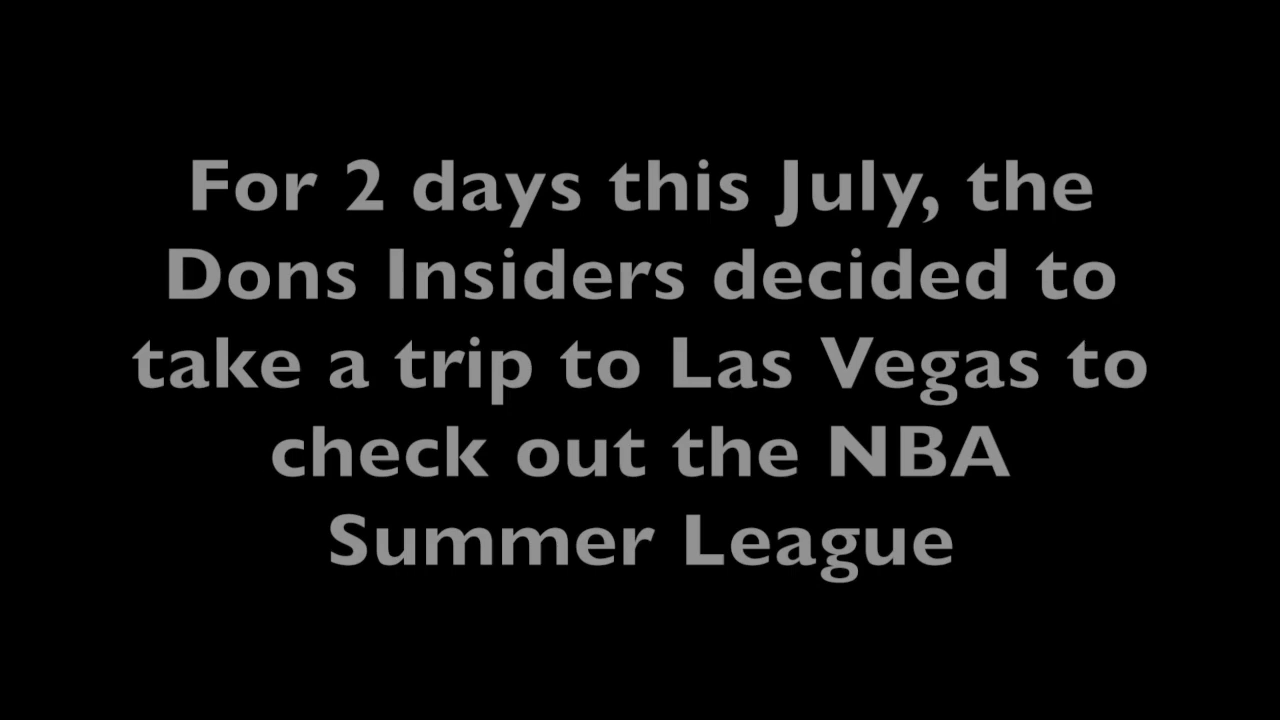 For 2 days this July, the
Dons Insiders decided to
take a trip to Las Vegas to
check out the NBA
Summer League